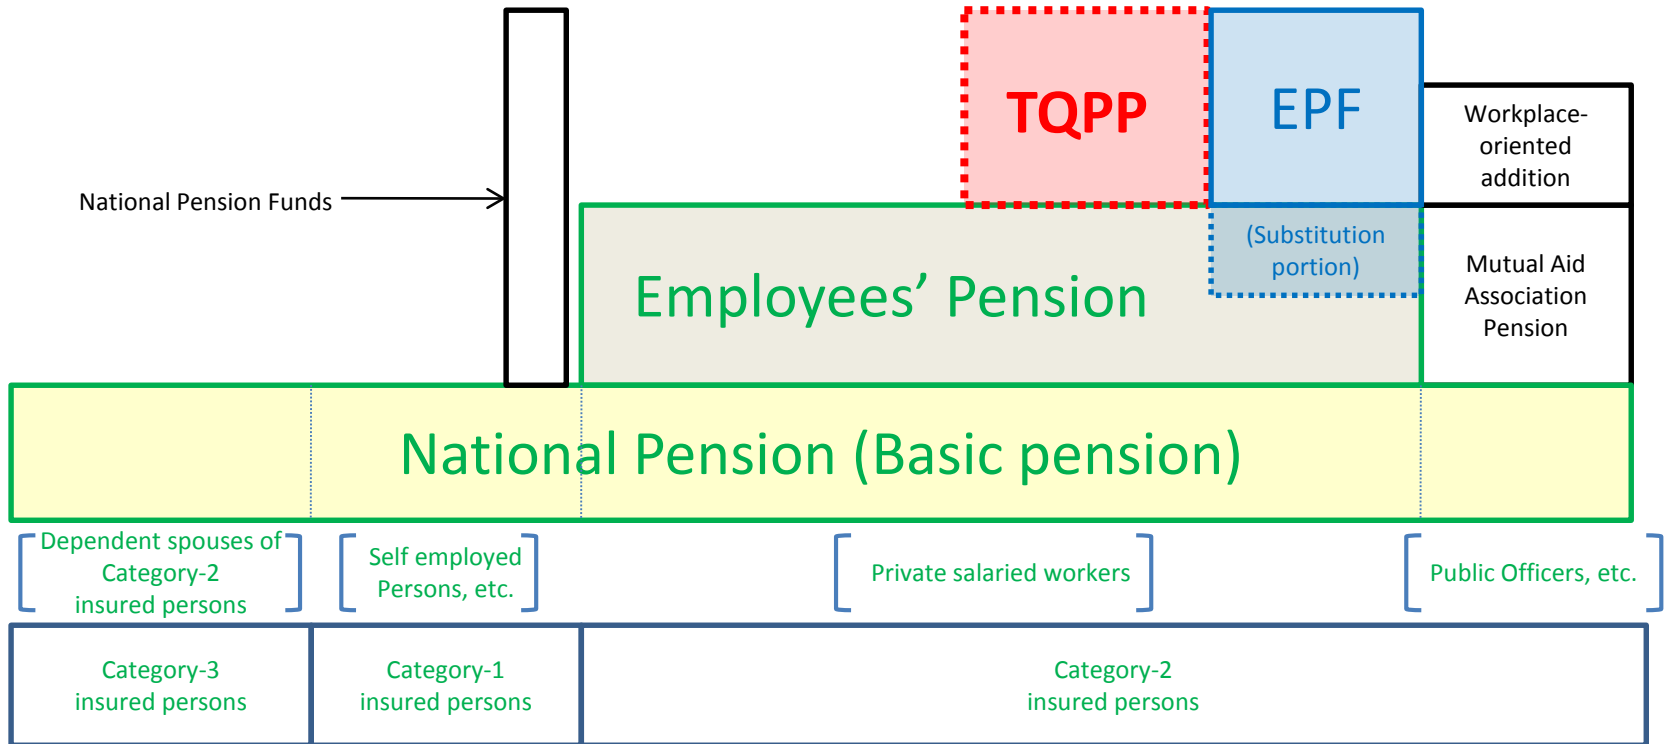 TQPP
EPF
Workplace-
oriented
addition
National Pension Funds
(Substitution
portion)
Employees’ Pension
Mutual Aid
Association
Pension
National Pension (Basic pension)
Dependent spouses of
Category-2
insured persons
Self employed
Persons, etc.
Private salaried workers
Public Officers, etc.
Category-3
insured persons
Category-1
insured persons
Category-2
insured persons